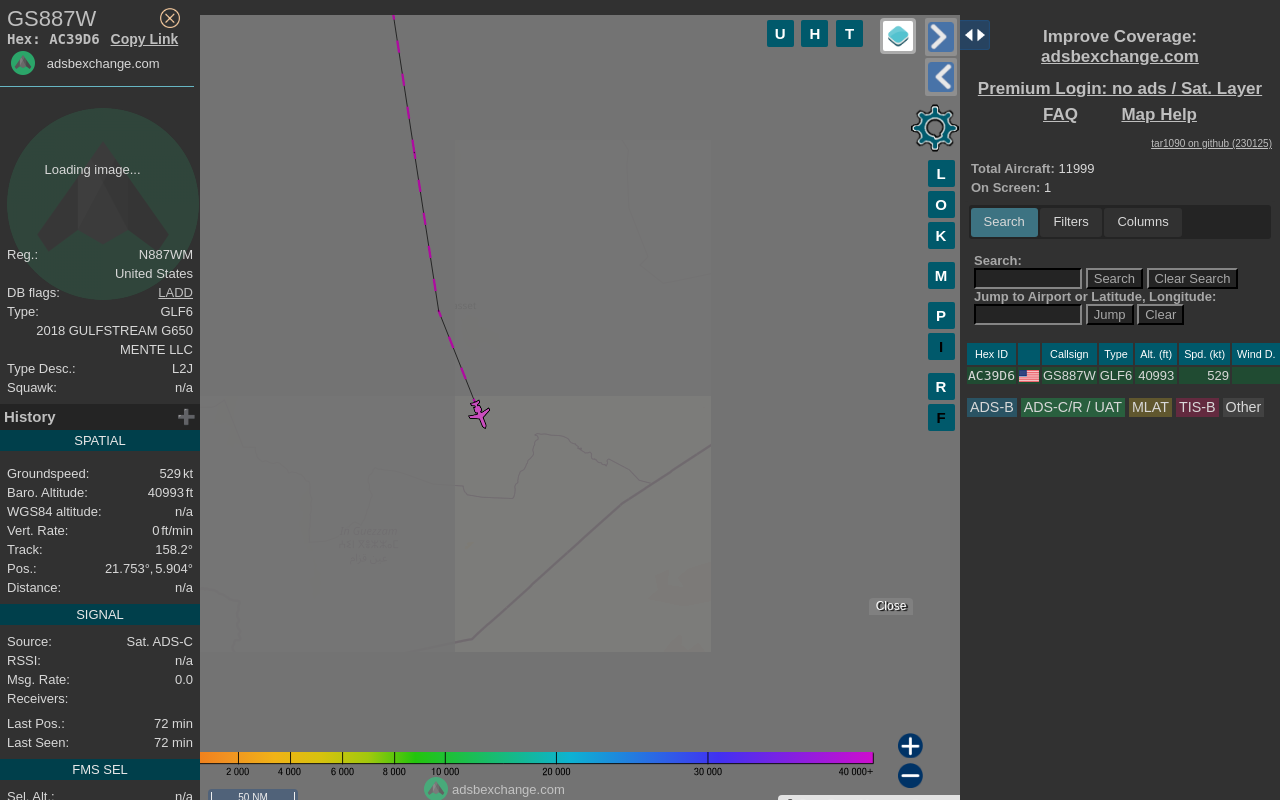 GS887W
Hex: AC39D6 Copy Link
adsbexchange.com
Loading image...
Reg.: N887WM
United States
DB flags: LADD
Type: GLF6
2018 GULFSTREAM G650
MENTE LLC
Type Desc.: L2J
Squawk: n/a
History
SPATIAL
Groundspeed: 529 kt
Baro. Altitude: 40993 ft
WGS84 altitude: n/a
Vert. Rate: 0 ft/min
Track: 158.2°
Pos.: 21.753°, 5.904°
Distance: n/a
SIGNAL
Source: Sat. ADS-C
RSSI: n/a
Msg. Rate: 0.0
Receivers:
Last Pos.: 72 min
Last Seen: 72 min
FMS SEL
Sel. Alt.: n/a
U H T
L
O
K
M
P
I
R
F
Close
2 000 4 000 6 000 8 000 10 000 20 000 30 000 40 000+
adsbexchange.com
50 NM
Improve Coverage:
adsbexchange.com
Premium Login: no ads / Sat. Layer
FAQ Map Help
tar1090 on github (230125)
Total Aircraft: 11999
On Screen: 1
Search Filters Columns
Search:
Search Clear Search
Jump to Airport or Latitude, Longitude:
Jump Clear
Hex ID Callsign Type Alt. (ft) Spd. (kt) Wind D.
AC39D6 GS887W GLF6 40993 529
ADS-B ADS-C/R / UAT MLAT TIS-B Other